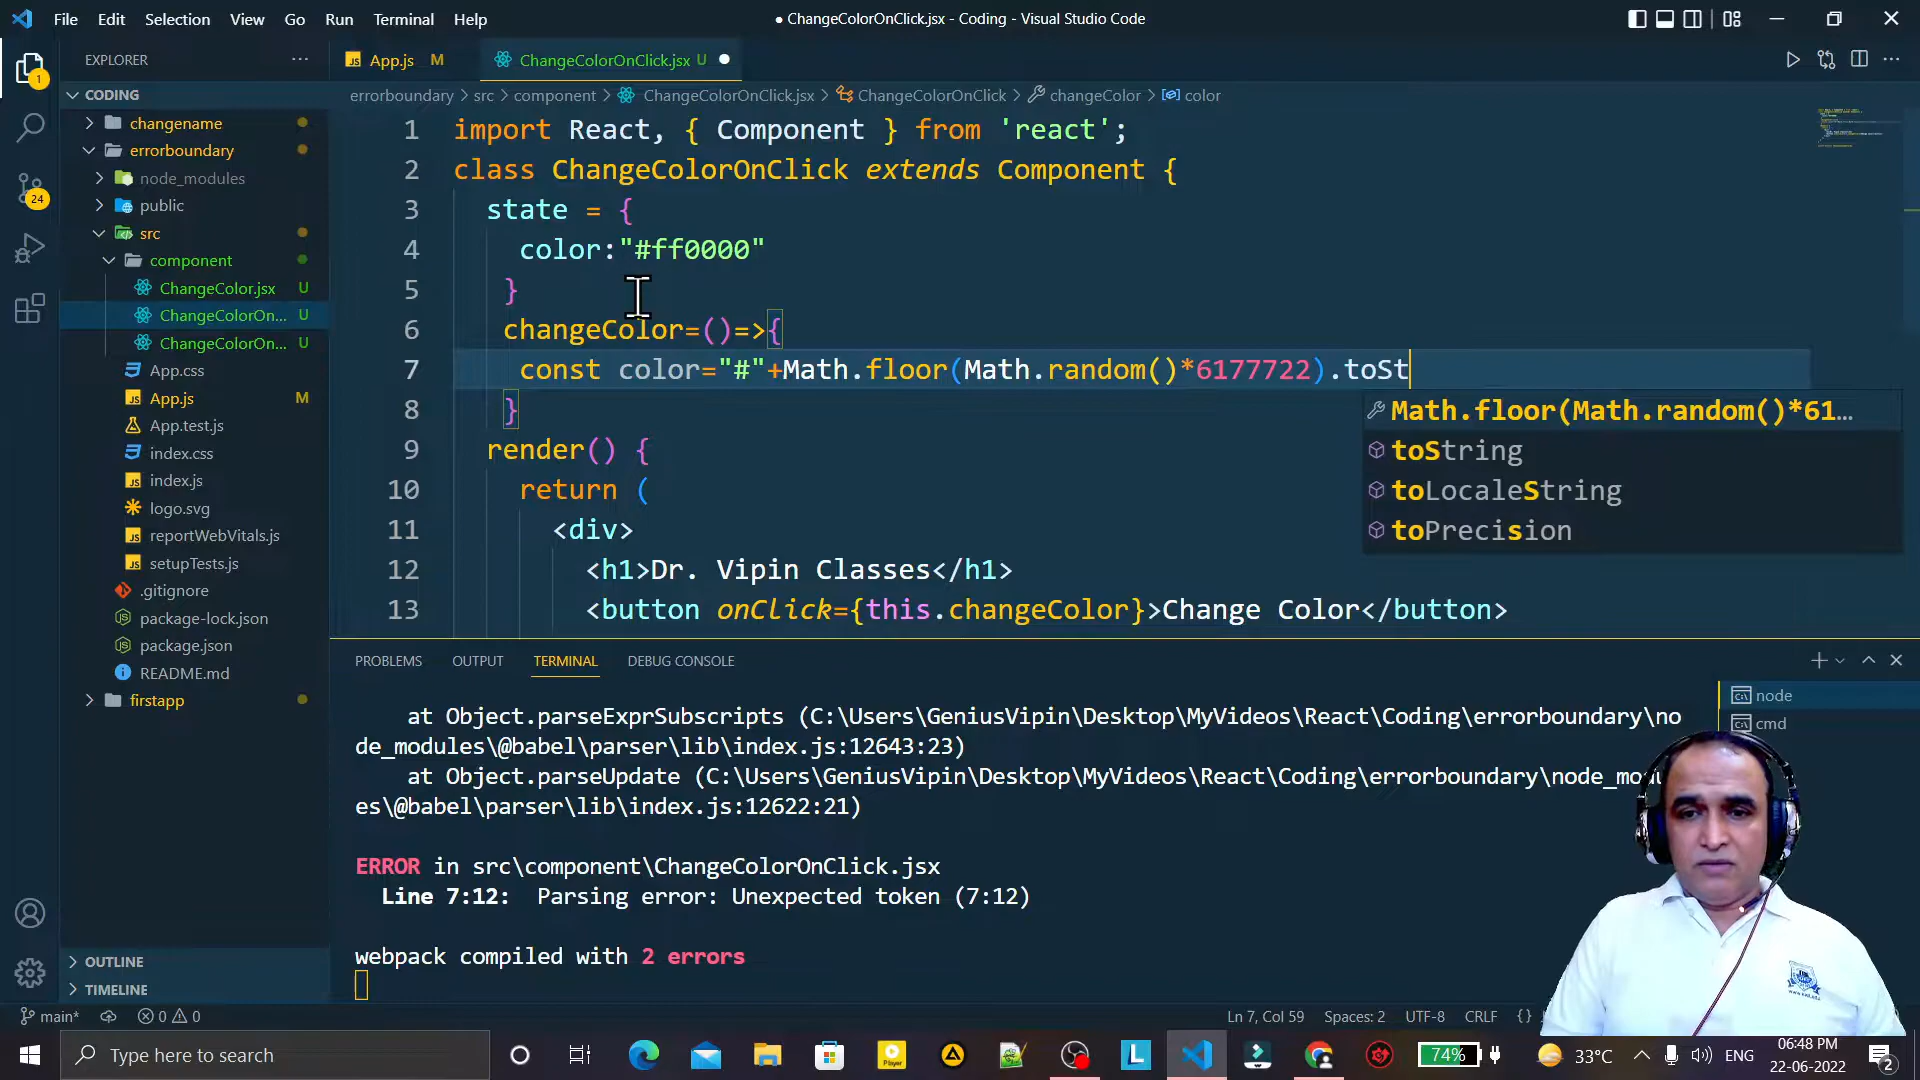 File Edit Selection View Go Run Terminal Help
● ChangeColorOnClick.jsx - Coding - Visual Studio Code
EXPLORER ···
App.js M
ChangeColorOnClick.jsx U
CODING
errorboundary > src > component > ChangeColorOnClick.jsx > ChangeColorOnClick > changeColor > color
changename
errorboundary
node_modules
public
src
component
ChangeColor.jsx U
ChangeColorOn... U
ChangeColorOn... U
App.css
App.js M
App.test.js
index.css
index.js
logo.svg
reportWebVitals.js
setupTests.js
.gitignore
package-lock.json
package.json
README.md
firstapp
OUTLINE
TIMELINE
1
24
1 import React, { Component } from 'react';
2 class ChangeColorOnClick extends Component {
3 state = {
4 color:"#ff0000"
5 }
6 changeColor=()=>{
7 const color="#"+Math.floor(Math.random()*6177722).toSt
8 }
9 render() {
10 return (
11 <div>
12 <h1>Dr. Vipin Classes</h1>
13 <button onClick={this.changeColor}>Change Color</button>
Math.floor(Math.random()*61...
toString
toLocaleString
toPrecision
PROBLEMS OUTPUT TERMINAL DEBUG CONSOLE
node
cmd
at Object.parseExprSubscripts (C:\Users\GeniusVipin\Desktop\MyVideos\React\Coding\errorboundary\no
de_modules\@babel\parser\lib\index.js:12643:23)
at Object.parseUpdate (C:\Users\GeniusVipin\Desktop\MyVideos\React\Coding\errorboundary\node_modul
es\@babel\parser\lib\index.js:12622:21)
ERROR in src\component\ChangeColorOnClick.jsx
Line 7:12: Parsing error: Unexpected token (7:12)
webpack compiled with 2 errors
main* 0 0
Ln 7, Col 59 Spaces: 2 UTF-8 CRLF {}
Type here to search
74% 33°C ENG
06:48 PM
22-06-2022
2